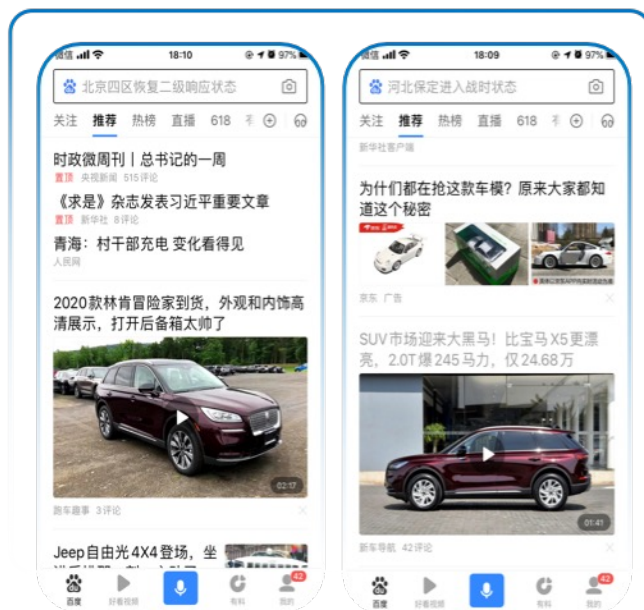 微信
18:10
97%
北京四区恢复二级响应状态
关注 推荐 热榜 直播 618
时政微周刊丨总书记的一周
置顶 央视新闻 515评论
《求是》杂志发表习近平重要文章
置顶 新华社 8评论
青海：村干部充电 变化看得见
人民网
2020款林肯冒险家到货，外观和内饰高
清展示，打开后备箱太帅了
02:17
跑车趣事 3评论
Jeep自由光4X4登场，坐
百度 好看视频 有料 我的
42
微信
18:09
97%
河北保定进入战时状态
关注 推荐 热榜 直播 618
新华社客户端
为什们都在抢这款车模？原来大家都知
道这个秘密
京东 广告
SUV市场迎来大黑马！比宝马X5更漂
亮，2.0T爆245马力，仅24.68万
01:41
新车导航 42评论
百度 好看视频 有料 我的
42